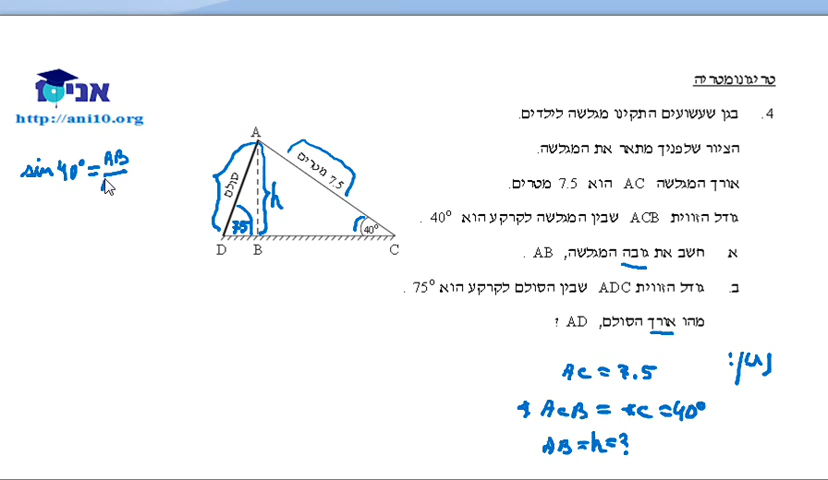 טריגונומטריה
4. בגן שעשועים התקינו מגלשה לילדים.
הציור שלפניך מתאר את המגלשה.
אורך המגלשה AC הוא 7.5 מטרים.
גודל הזווית ACB שבין המגלשה לקרקע הוא 40° .
א חשב את גובה המגלשה, AB .
ב. גודל הזווית ADC שבין הסולם לקרקע הוא 75° .
מהו אורך הסולם, AD ?
אני10
http://ani10.org
sin 40° = AB
A
סולם
h
7.5 מטרים
75
40°
D B C
AC = 7.5
∢ ACB = ∢C = 40°
AB = h = ?